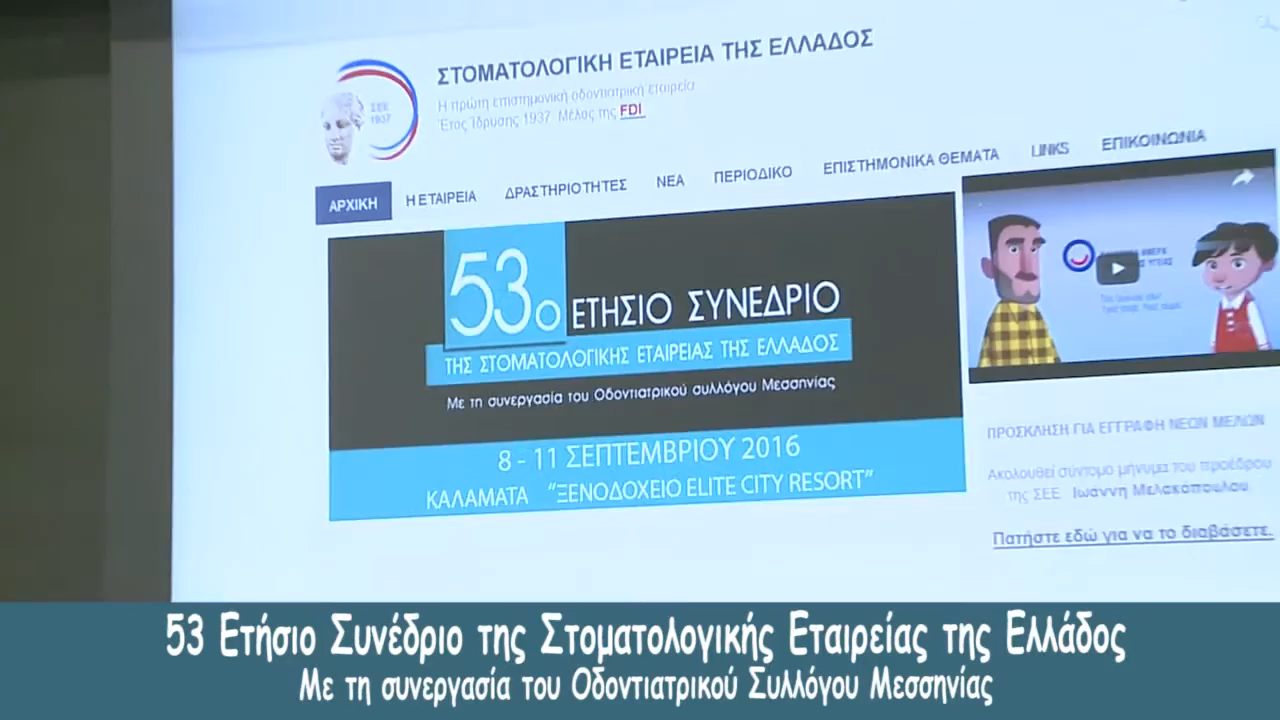 ΣΤΟΜΑΤΟΛΟΓΙΚΗ ΕΤΑΙΡΕΙΑ ΤΗΣ ΕΛΛΑΔΟΣ
Η πρώτη επιστημονική οδοντιατρική εταιρεία
Έτος Ίδρυσης 1937. Μέλος της FDI
ΣΕΕ
1937
ΑΡΧΙΚΗ Η ΕΤΑΙΡΕΙΑ ΔΡΑΣΤΗΡΙΟΤΗΤΕΣ ΝΕΑ ΠΕΡΙΟΔΙΚΟ ΕΠΙΣΤΗΜΟΝΙΚΑ ΘΕΜΑΤΑ LINKS ΕΠΙΚΟΙΝΩΝΙΑ
53ο ΕΤΗΣΙΟ ΣΥΝΕΔΡΙΟ
ΤΗΣ ΣΤΟΜΑΤΟΛΟΓΙΚΗΣ ΕΤΑΙΡΕΙΑΣ ΤΗΣ ΕΛΛΑΔΟΣ
Με τη συνεργασία του Οδοντιατρικού συλλόγου Μεσσηνίας
8 - 11 ΣΕΠΤΕΜΒΡΙΟΥ 2016
ΚΑΛΑΜΑΤΑ "ΞΕΝΟΔΟΧΕΙΟ ELITE CITY RESORT"
ΠΡΟΣΚΛΗΣΗ ΓΙΑ ΕΓΓΡΑΦΗ ΝΕΩΝ ΜΕΛΩΝ
Ακολουθεί σύντομο μήνυμα του προέδρου
της ΣΕΕ Ιωάννη Μελακοπουλου
Πατήστε εδώ για να το διαβάσετε.
53 Ετήσιο Συνέδριο της Στοματολογικής Εταιρείας της Ελλάδος
Με τη συνεργασία του Οδοντιατρικού Συλλόγου Μεσσηνίας